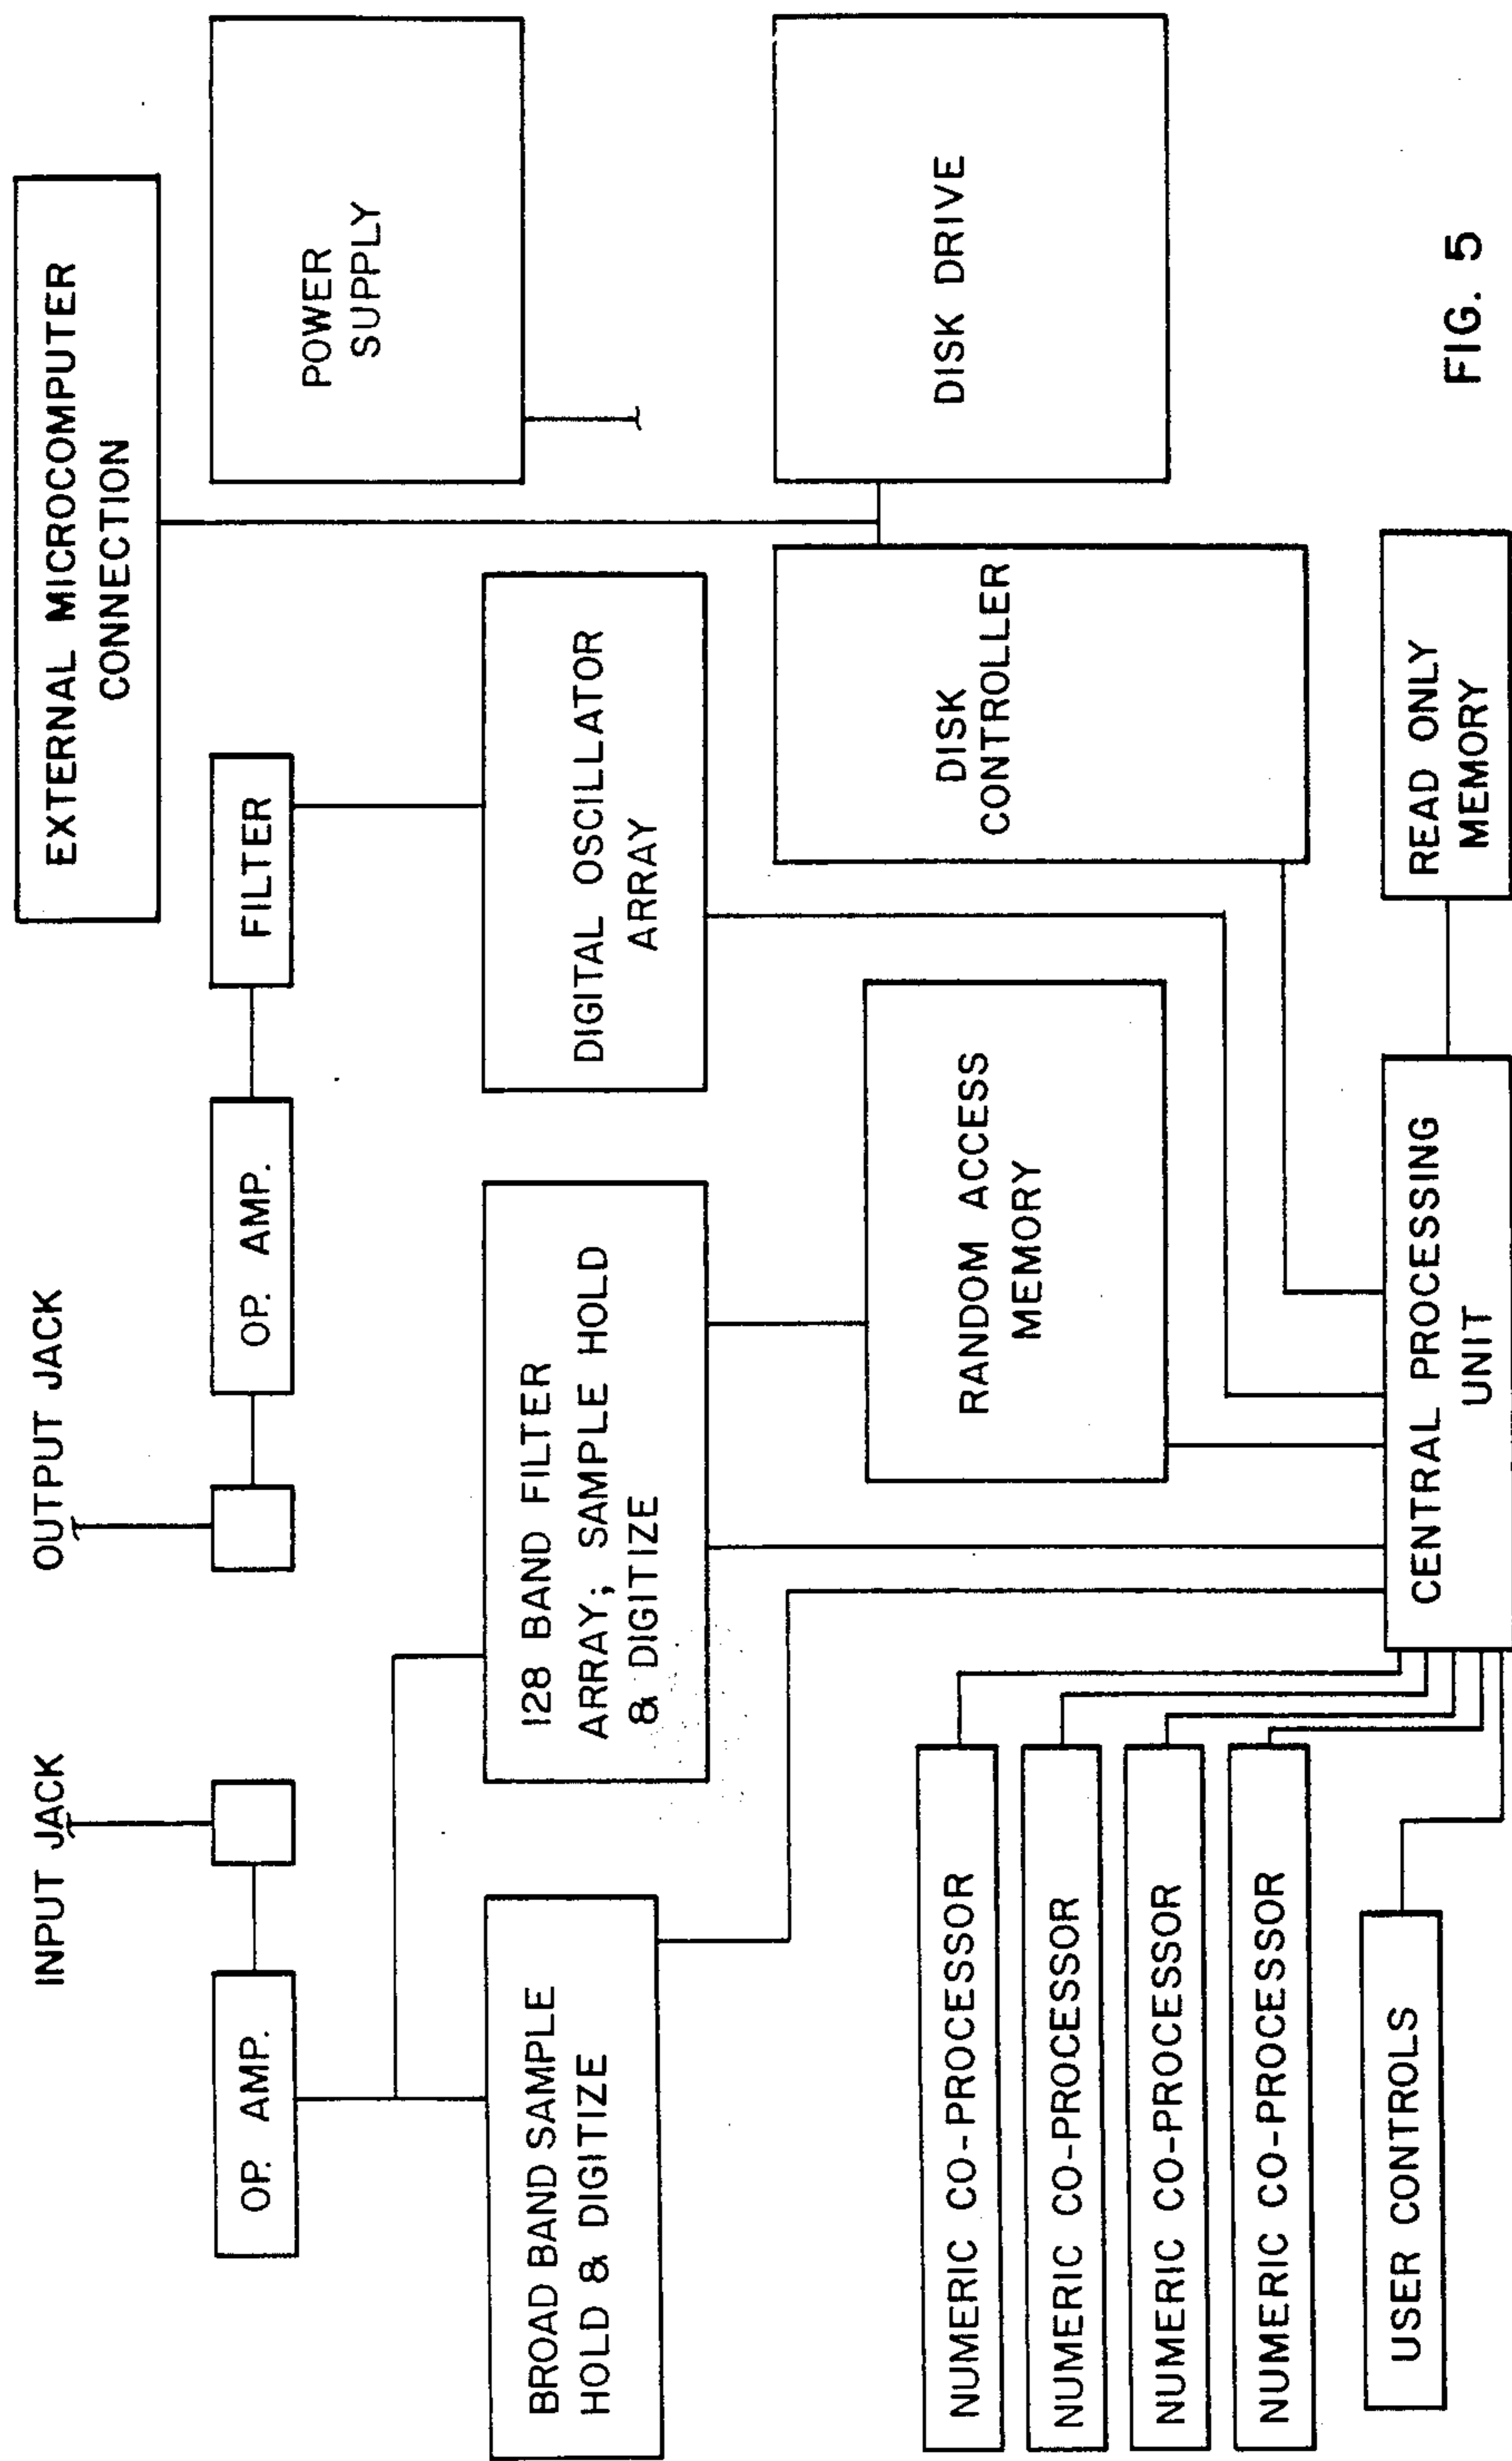 INPUT JACK
OUTPUT JACK
EXTERNAL MICROCOMPUTER
CONNECTION
OP. AMP.
OP. AMP.
FILTER
POWER
SUPPLY
BROAD BAND SAMPLE
HOLD & DIGITIZE
128 BAND FILTER
ARRAY; SAMPLE HOLD
& DIGITIZE
DIGITAL OSCILLATOR
ARRAY
NUMERIC CO-PROCESSOR
NUMERIC CO-PROCESSOR
NUMERIC CO-PROCESSOR
NUMERIC CO-PROCESSOR
RANDOM ACCESS
MEMORY
DISK
CONTROLLER
DISK DRIVE
USER CONTROLS
CENTRAL PROCESSING
UNIT
READ ONLY
MEMORY
FIG. 5